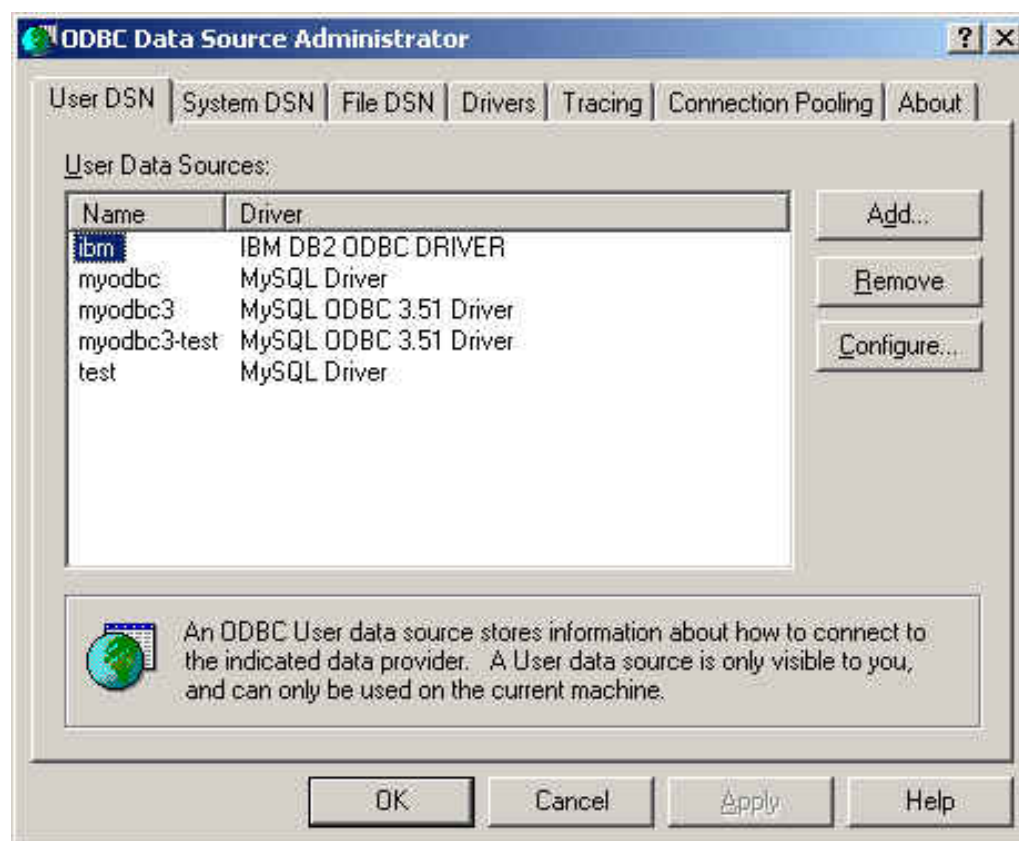 ODBC Data Source Administrator
User DSN System DSN File DSN Drivers Tracing Connection Pooling About
User Data Sources:
Name Driver
ibm IBM DB2 ODBC DRIVER
myodbc MySQL Driver
myodbc3 MySQL ODBC 3.51 Driver
myodbc3-test MySQL ODBC 3.51 Driver
test MySQL Driver
Add...
Remove
Configure...
An ODBC User data source stores information about how to connect to
the indicated data provider. A User data source is only visible to you,
and can only be used on the current machine.
OK Cancel Apply Help